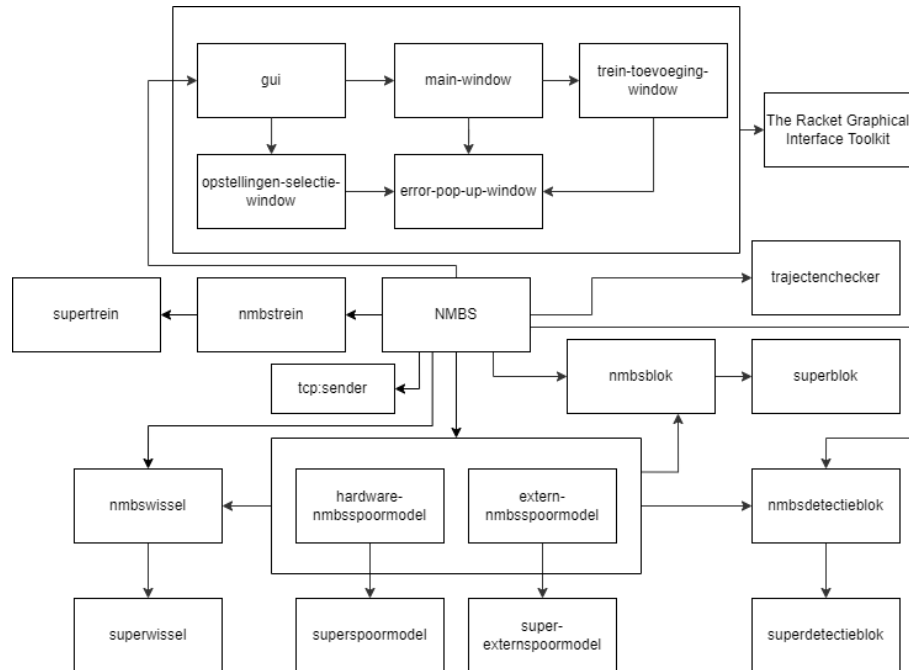 gui
main-window
trein-toevoeging-
window
The Racket Graphical
Interface Toolkit
opstellingen-selectie-
window
error-pop-up-window
trajectenchecker
supertrein
nmbstrein
NMBS
tcp:sender
nmbsblok
superblok
nmbswissel
hardware-
nmbsspoormodel
extern-
nmbsspoormodel
nmbsdetectieblok
superwissel
superspoormodel
super-
externspoormodel
superdetectieblok